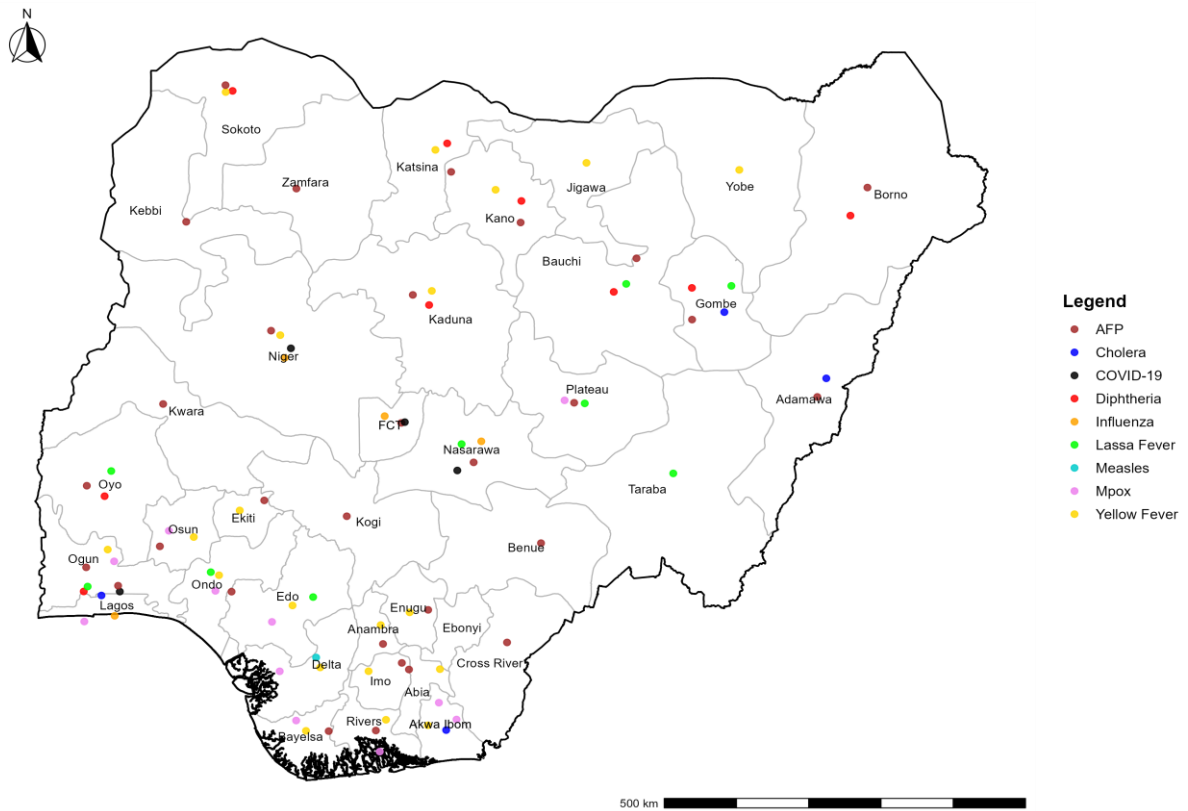 N
Sokoto
Katsina
Zamfara
Jigawa
Yobe
Borno
Kebbi
Kano
Bauchi
Kaduna
Gombe
Legend
AFP
Cholera
COVID-19
Diphtheria
Influenza
Lassa Fever
Measles
Mpox
Yellow Fever
Niger
Plateau
Adamawa
Kwara
FCT
Nasarawa
Oyo
Taraba
Ekiti
Kogi
Osun
Benue
Ogun
Ondo
Edo
Lagos
Enugu
Anambra
Ebonyi
Delta
Cross River
Imo
Abia
Rivers
Akwa Ibom
Bayelsa
500 km